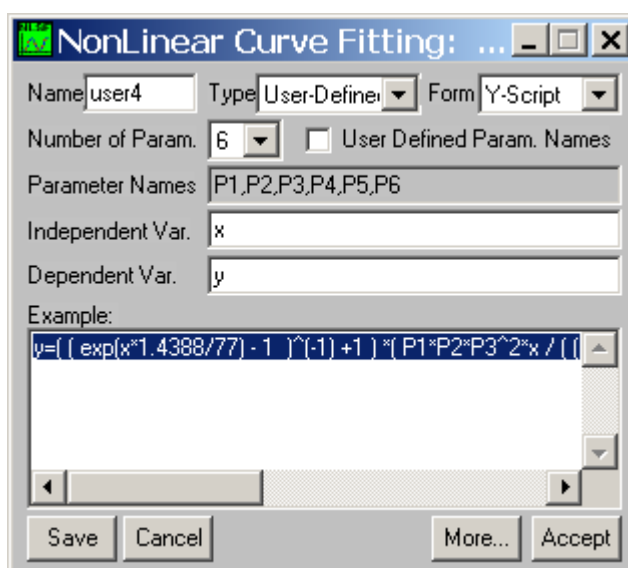 NonLinear Curve Fitting: ...
Name user4 Type User-Define Form Y-Script
Number of Param. 6 User Defined Param. Names
Parameter Names P1,P2,P3,P4,P5,P6
Independent Var. x
Dependent Var. y
Example:
y=( ( exp(x*1.4388/77) - 1 )^(-1) +1 ) *( P1*P2*P3^2*x / ( (
Save Cancel More... Accept